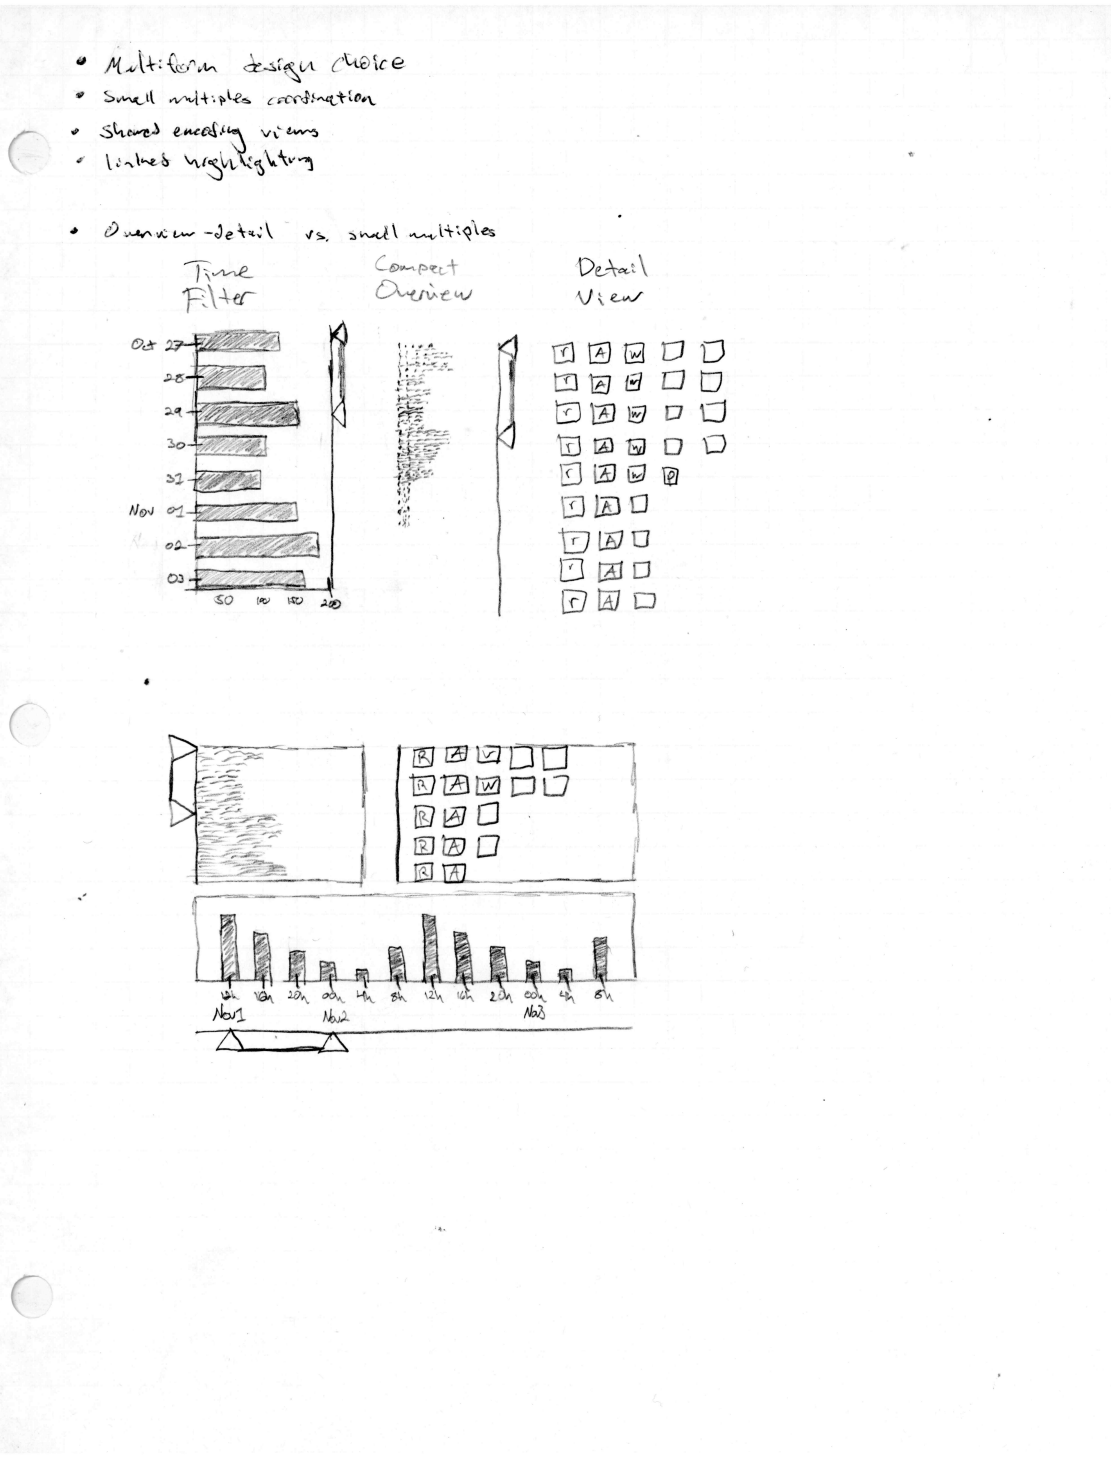 • Multiform design choice
• Small multiples coordination
• Shared encoding views
• linked highlighting
• Overview-detail vs. small multiples
Time Filter
Compact Overview
Detail View
Oct 27
28
29
30
31
Nov 01
02
03
50 100 150 200
r A W
r A W
r A W
r A W
r A W P
r A
r A
r A
r A
R A V
R A W
R A
R A
R A
12h 16h 20h 00h 4h 8h 12h 16h 20h 00h 4h 8h
Nov1 Nov2 Nov3